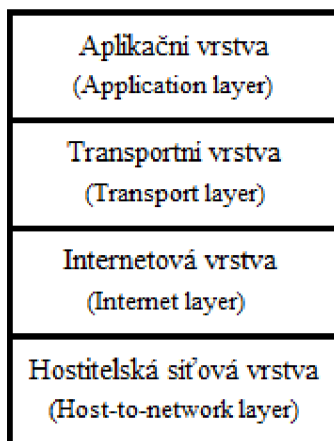 Aplikační vrstva
(Application layer)
Transportní vrstva
(Transport layer)
Internetová vrstva
(Internet layer)
Hostitelská síťová vrstva
(Host-to-network layer)